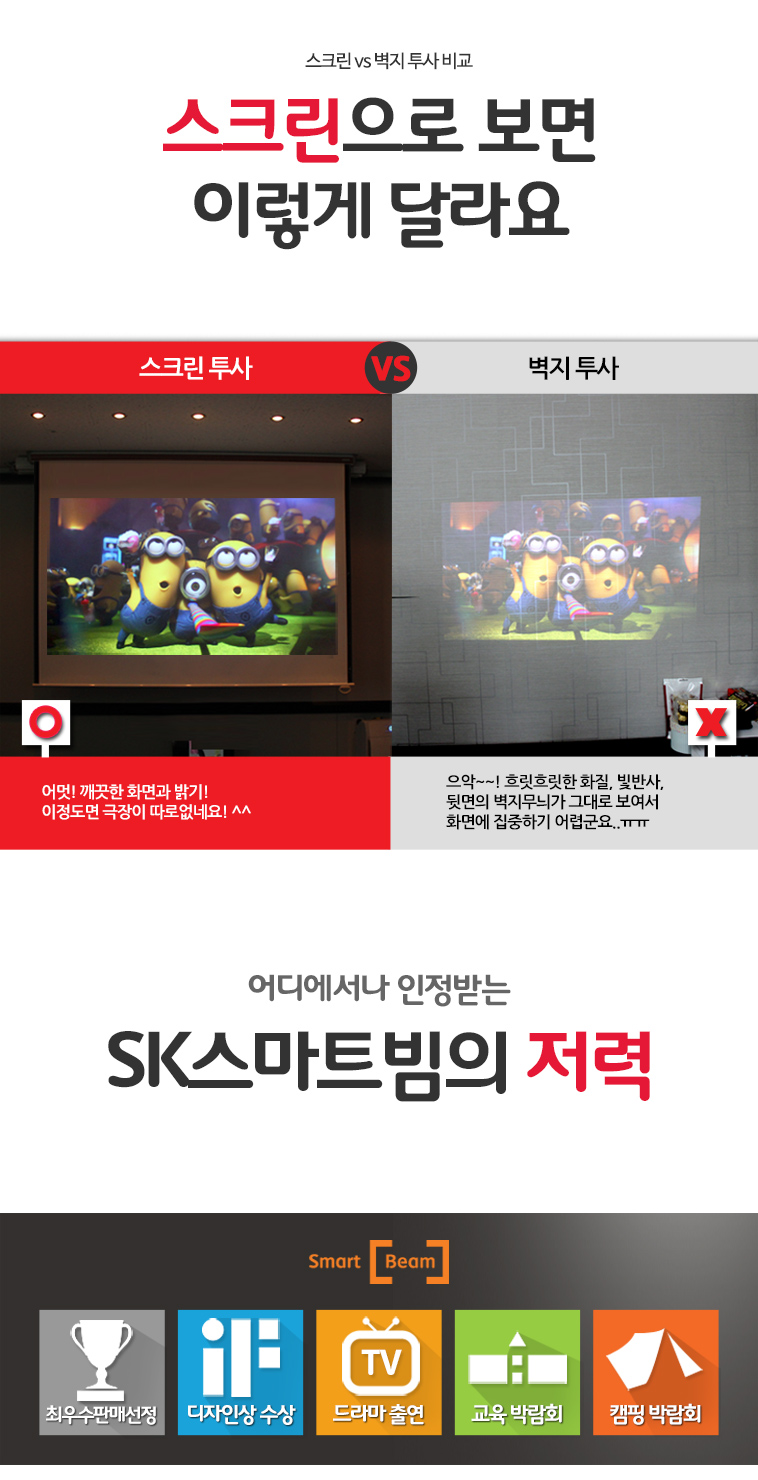 스크린 vs 벽지 투사 비교
스크린으로 보면
이렇게 달라요
스크린 투사
VS
벽지 투사
O
X
어멋! 깨끗한 화면과 밝기!
이정도면 극장이 따로없네요! ^^
으악~~! 흐릿흐릿한 화질, 빛반사,
뒷면의 벽지무늬가 그대로 보여서
화면에 집중하기 어렵군요..ㅠㅠ
어디에서나 인정받는
SK스마트빔의 저력
Smart [Beam]
최우수판매선정
iF
디자인상 수상
TV
드라마 출연
교육 박람회
캠핑 박람회